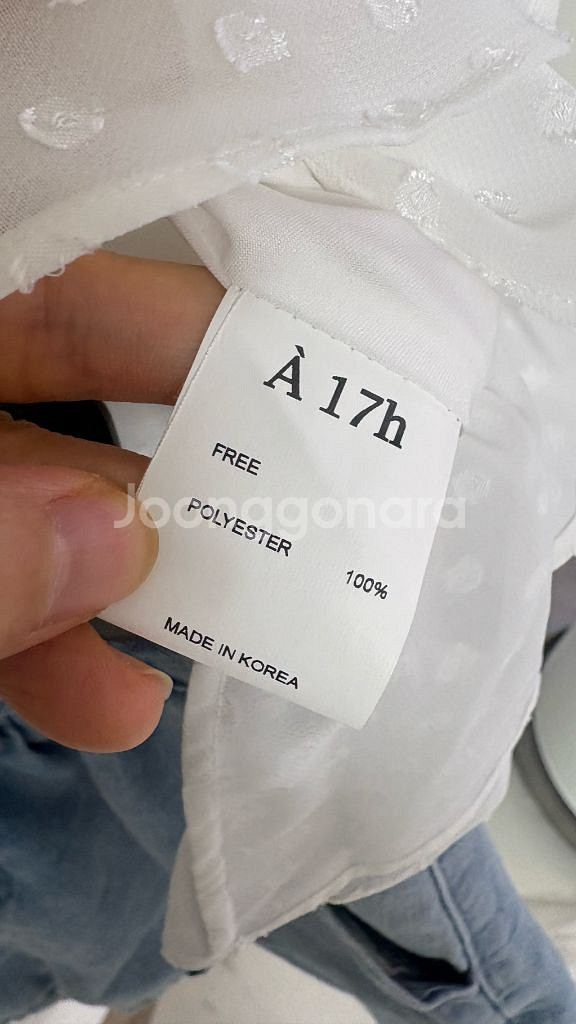 À 17h
FREE
Joonggonara
POLYESTER
100%
MADE IN KOREA